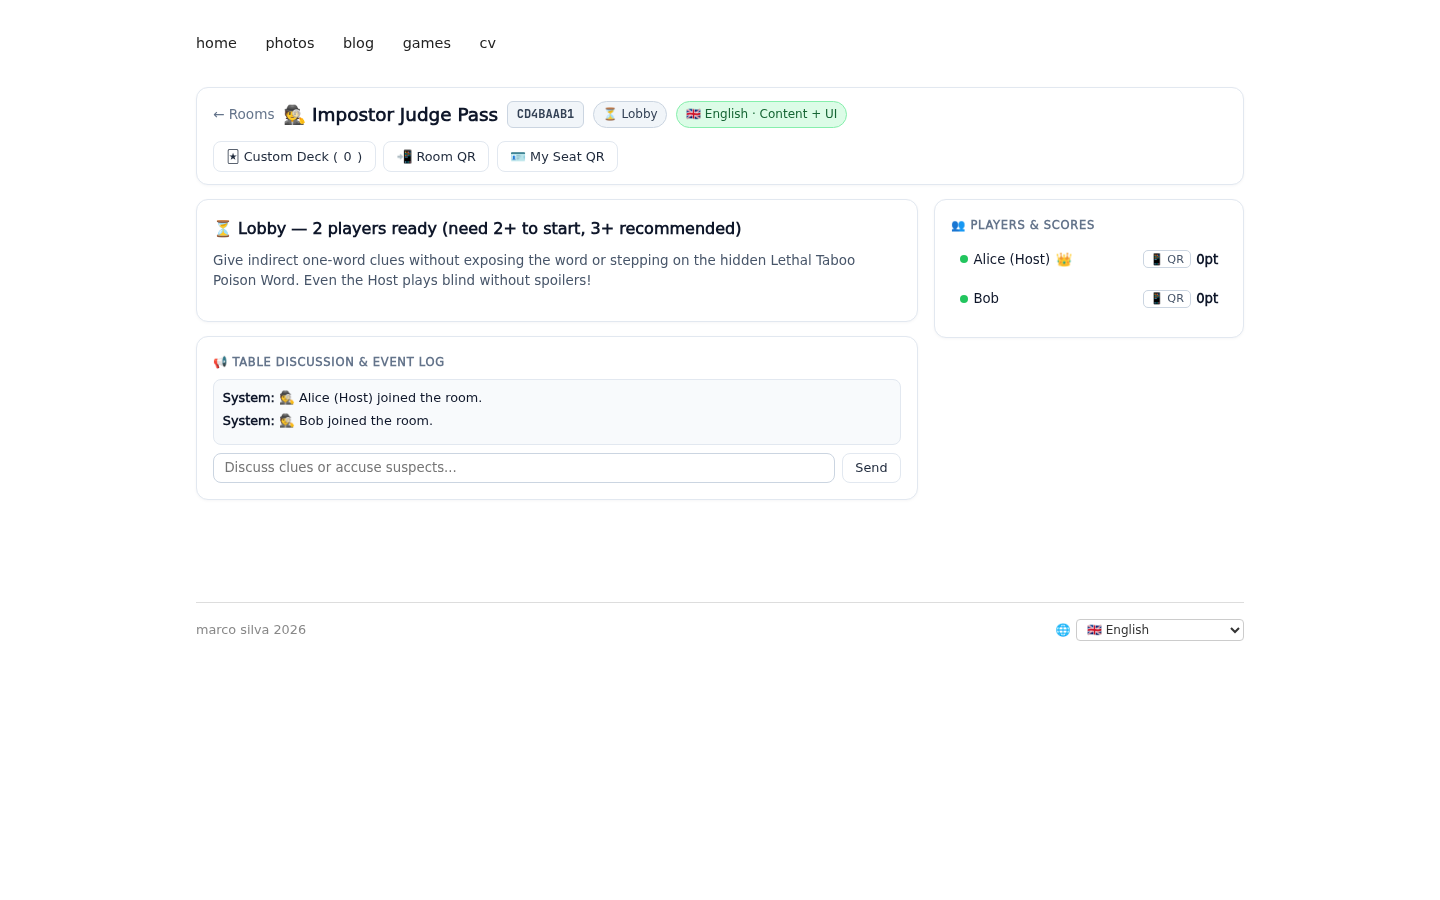 home photos blog games cv
← Rooms 🕵️ Impostor Judge Pass CD4BAAB1 ⏳ Lobby 🇬🇧 English · Content + UI
🃏 Custom Deck ( 0 ) 📲 Room QR 🪪 My Seat QR
⏳ Lobby — 2 players ready (need 2+ to start, 3+ recommended)
Give indirect one-word clues without exposing the word or stepping on the hidden Lethal Taboo
Poison Word. Even the Host plays blind without spoilers!
📢 TABLE DISCUSSION & EVENT LOG
System: 🕵️ Alice (Host) joined the room.
System: 🕵️ Bob joined the room.
Discuss clues or accuse suspects...
Send
👥 PLAYERS & SCORES
Alice (Host) 👑 📱 QR 0pt
Bob 📱 QR 0pt
marco silva 2026
🌐 🇬🇧 English